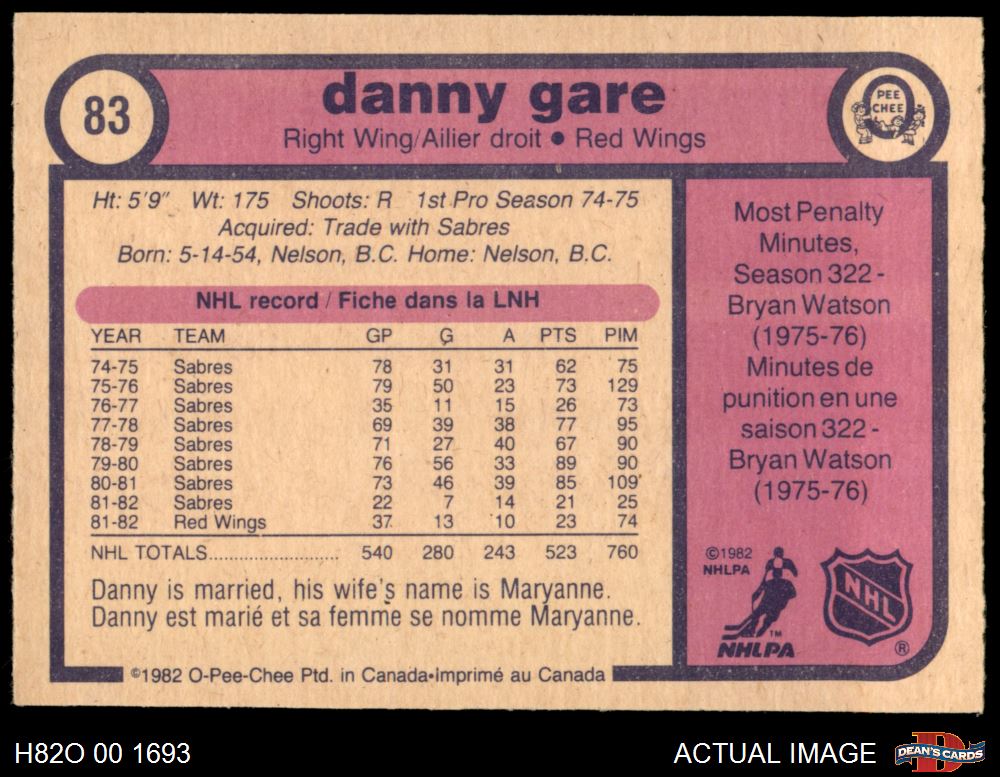 83
danny gare
Right Wing/Ailier droit • Red Wings
PEE
CHEE
Ht: 5'9" Wt: 175 Shoots: R 1st Pro Season 74-75
Acquired: Trade with Sabres
Born: 5-14-54, Nelson, B.C. Home: Nelson, B.C.
NHL record / Fiche dans la LNH
YEAR TEAM GP G A PTS PIM
74-75 Sabres 78 31 31 62 75
75-76 Sabres 79 50 23 73 129
76-77 Sabres 35 11 15 26 73
77-78 Sabres 69 39 38 77 95
78-79 Sabres 71 27 40 67 90
79-80 Sabres 76 56 33 89 90
80-81 Sabres 73 46 39 85 109
81-82 Sabres 22 7 14 21 25
81-82 Red Wings 37 13 10 23 74
NHL TOTALS........................ 540 280 243 523 760
Danny is married, his wife's name is Maryanne.
Danny est marié et sa femme se nomme Maryanne.
©1982 O-Pee-Chee Ptd. in Canada•Imprimé au Canada
Most Penalty
Minutes,
Season 322 -
Bryan Watson
(1975-76)
Minutes de
punition en une
saison 322 -
Bryan Watson
(1975-76)
©1982
NHLPA
TM
NHLPA
NHL
®
H82O 00 1693
ACTUAL IMAGE
D
DEAN'S CARDS